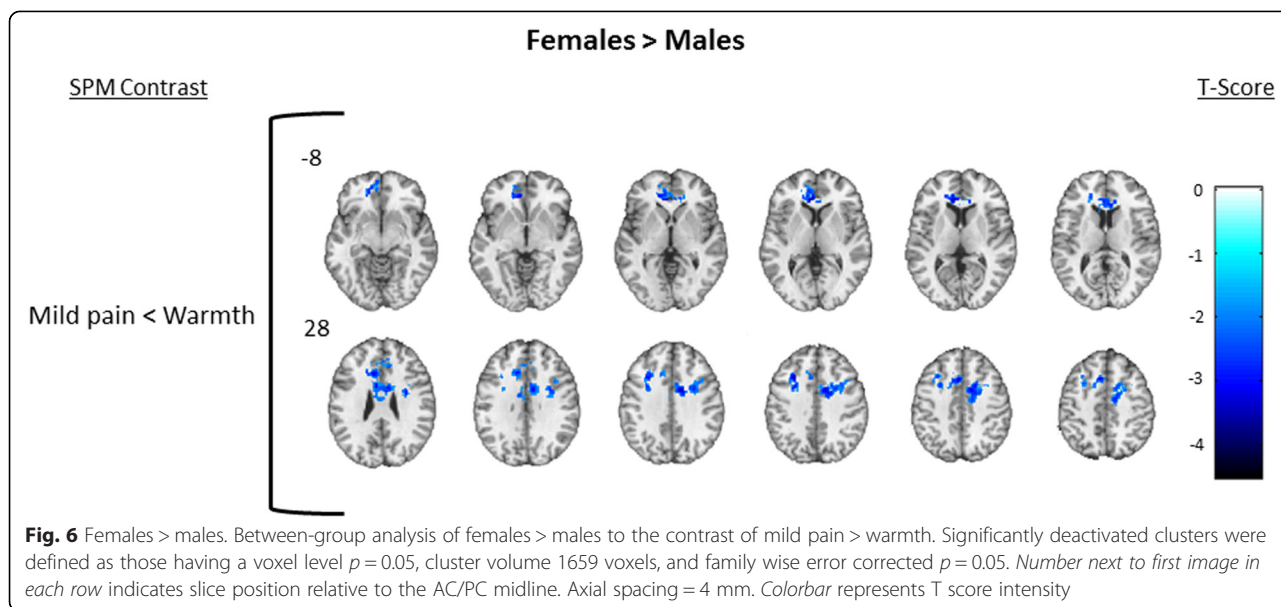 Females > Males
SPM Contrast
T-Score
-8
0
-1
-2
-3
-4
Mild pain < Warmth
28
Fig. 6 Females > males. Between-group analysis of females > males to the contrast of mild pain > warmth. Significantly deactivated clusters were
defined as those having a voxel level p = 0.05, cluster volume 1659 voxels, and family wise error corrected p = 0.05. Number next to first image in
each row indicates slice position relative to the AC/PC midline. Axial spacing = 4 mm. Colorbar represents T score intensity